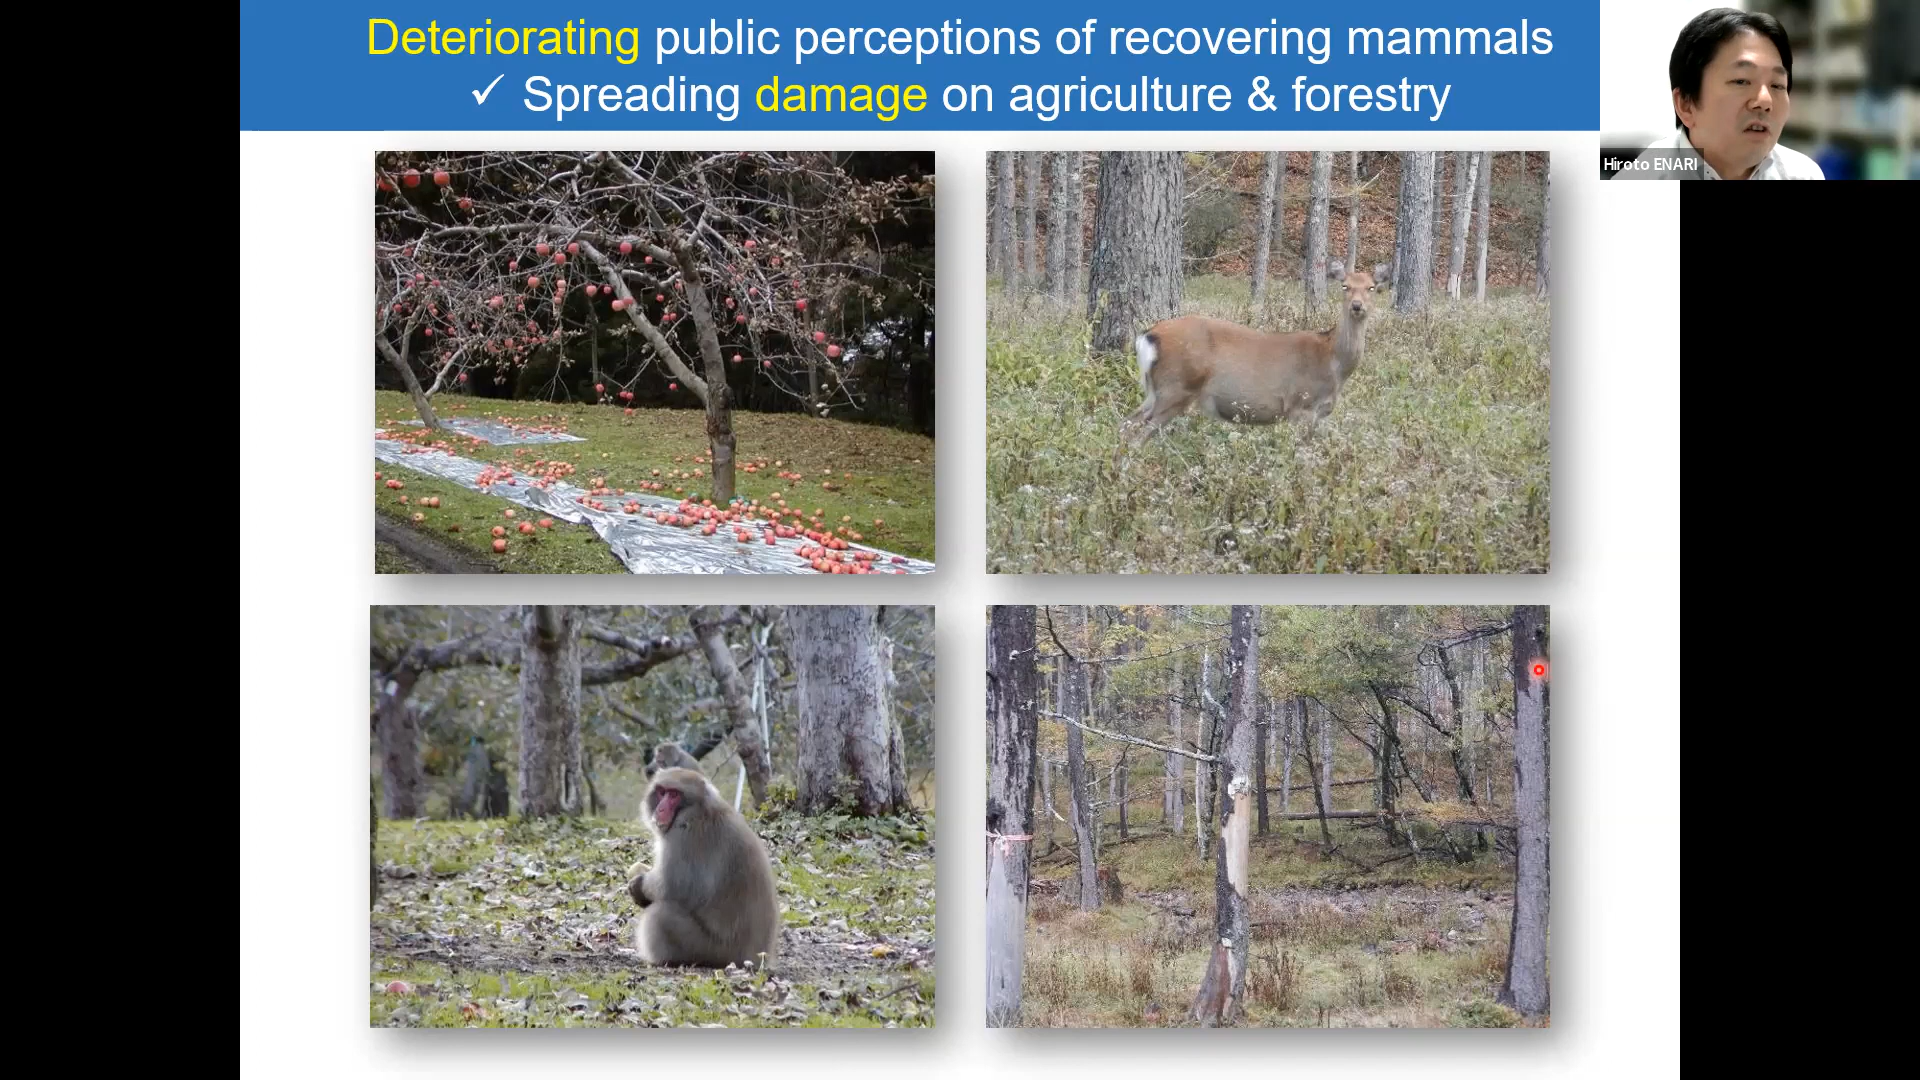 Deteriorating public perceptions of recovering mammals
✓ Spreading damage on agriculture & forestry
Hiroto ENARI